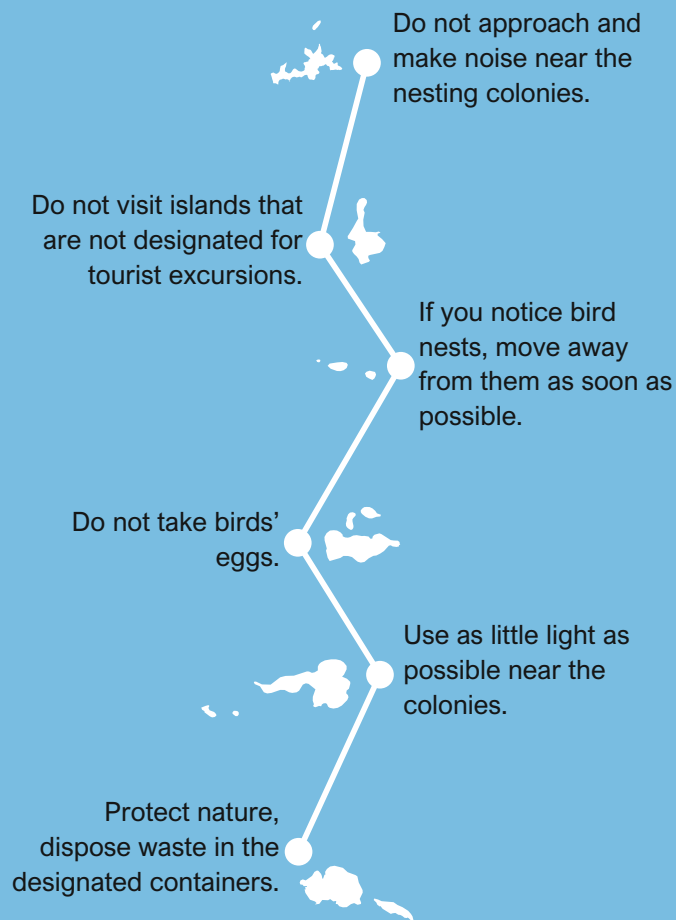 Do not approach and
make noise near the
nesting colonies.
Do not visit islands that
are not designated for
tourist excursions.
If you notice bird
nests, move away
from them as soon as
possible.
Do not take birds’
eggs.
Use as little light as
possible near the
colonies.
Protect nature,
dispose waste in the
designated containers.